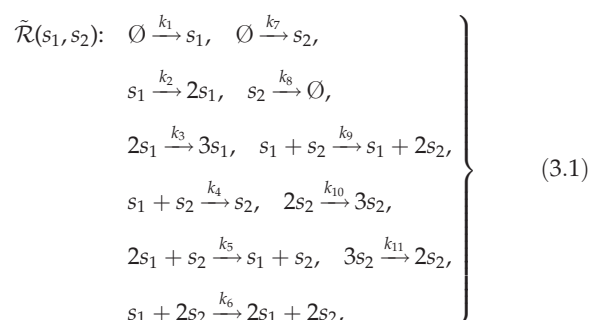 R̃(s₁, s₂): Ø →^{k₁} s₁, Ø →^{k₇} s₂,
s₁ →^{k₂} 2s₁, s₂ →^{k₈} Ø,
2s₁ →^{k₃} 3s₁, s₁ + s₂ →^{k₉} s₁ + 2s₂,
(3.1)
s₁ + s₂ →^{k₄} s₂, 2s₂ →^{k₁₀} 3s₂,
2s₁ + s₂ →^{k₅} s₁ + s₂, 3s₂ →^{k₁₁} 2s₂,
s₁ + 2s₂ →^{k₆} 2s₁ + 2s₂,